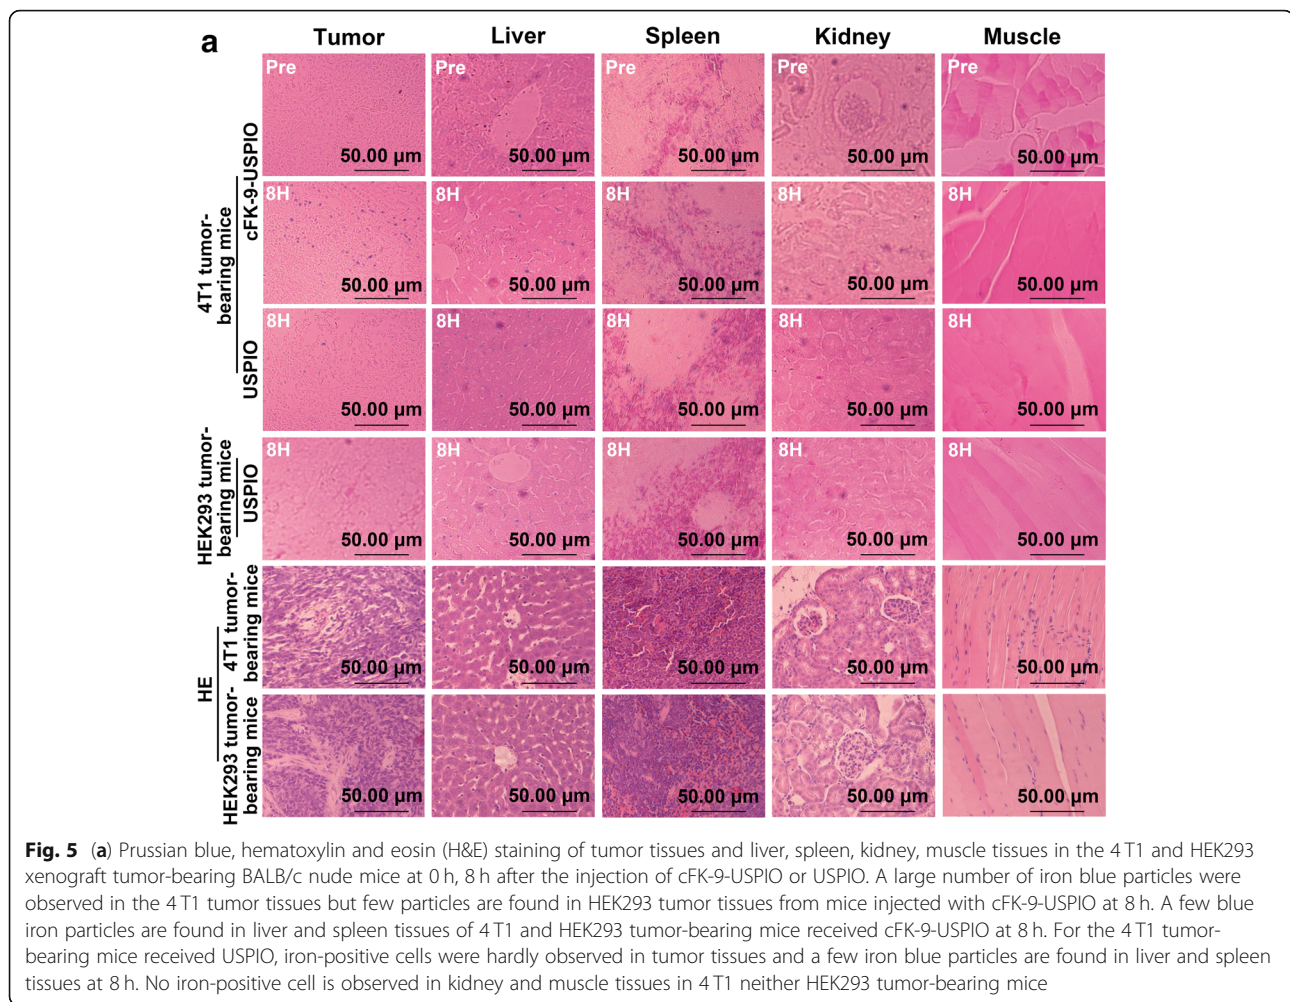 a
Tumor Liver Spleen Kidney Muscle
4T1 tumor-
bearing mice
cFK-9-USPIO
Pre Pre Pre Pre Pre
50.00 µm 50.00 µm 50.00 µm 50.00 µm 50.00 µm
8H 8H 8H 8H 8H
50.00 µm 50.00 µm 50.00 µm 50.00 µm 50.00 µm
USPIO
8H 8H 8H 8H 8H
50.00 µm 50.00 µm 50.00 µm 50.00 µm 50.00 µm
HEK293 tumor-
bearing mice
USPIO
8H 8H 8H 8H 8H
50.00 µm 50.00 µm 50.00 µm 50.00 µm 50.00 µm
HE
4T1 tumor-
bearing mice
50.00 µm 50.00 µm 50.00 µm 50.00 µm 50.00 µm
HEK293 tumor-
bearing mice
50.00 µm 50.00 µm 50.00 µm 50.00 µm 50.00 µm
Fig. 5 (a) Prussian blue, hematoxylin and eosin (H&E) staining of tumor tissues and liver, spleen, kidney, muscle tissues in the 4 T1 and HEK293
xenograft tumor-bearing BALB/c nude mice at 0 h, 8 h after the injection of cFK-9-USPIO or USPIO. A large number of iron blue particles were
observed in the 4 T1 tumor tissues but few particles are found in HEK293 tumor tissues from mice injected with cFK-9-USPIO at 8 h. A few blue
iron particles are found in liver and spleen tissues of 4 T1 and HEK293 tumor-bearing mice received cFK-9-USPIO at 8 h. For the 4 T1 tumor-
bearing mice received USPIO, iron-positive cells were hardly observed in tumor tissues and a few iron blue particles are found in liver and spleen
tissues at 8 h. No iron-positive cell is observed in kidney and muscle tissues in 4 T1 neither HEK293 tumor-bearing mice